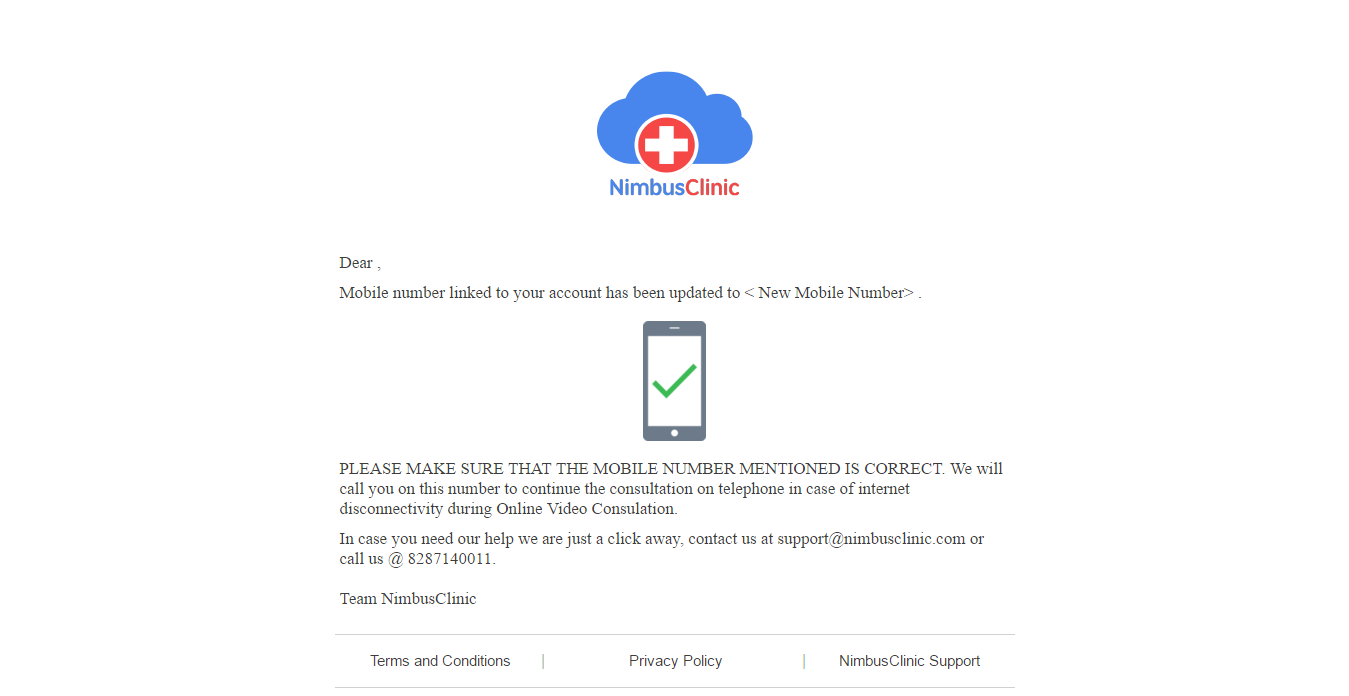 NimbusClinic
Dear ,
Mobile number linked to your account has been updated to < New Mobile Number> .
PLEASE MAKE SURE THAT THE MOBILE NUMBER MENTIONED IS CORRECT. We will
call you on this number to continue the consultation on telephone in case of internet
disconnectivity during Online Video Consulation.
In case you need our help we are just a click away, contact us at support@nimbusclinic.com or
call us @ 8287140011.
Team NimbusClinic
Terms and Conditions | Privacy Policy | NimbusClinic Support